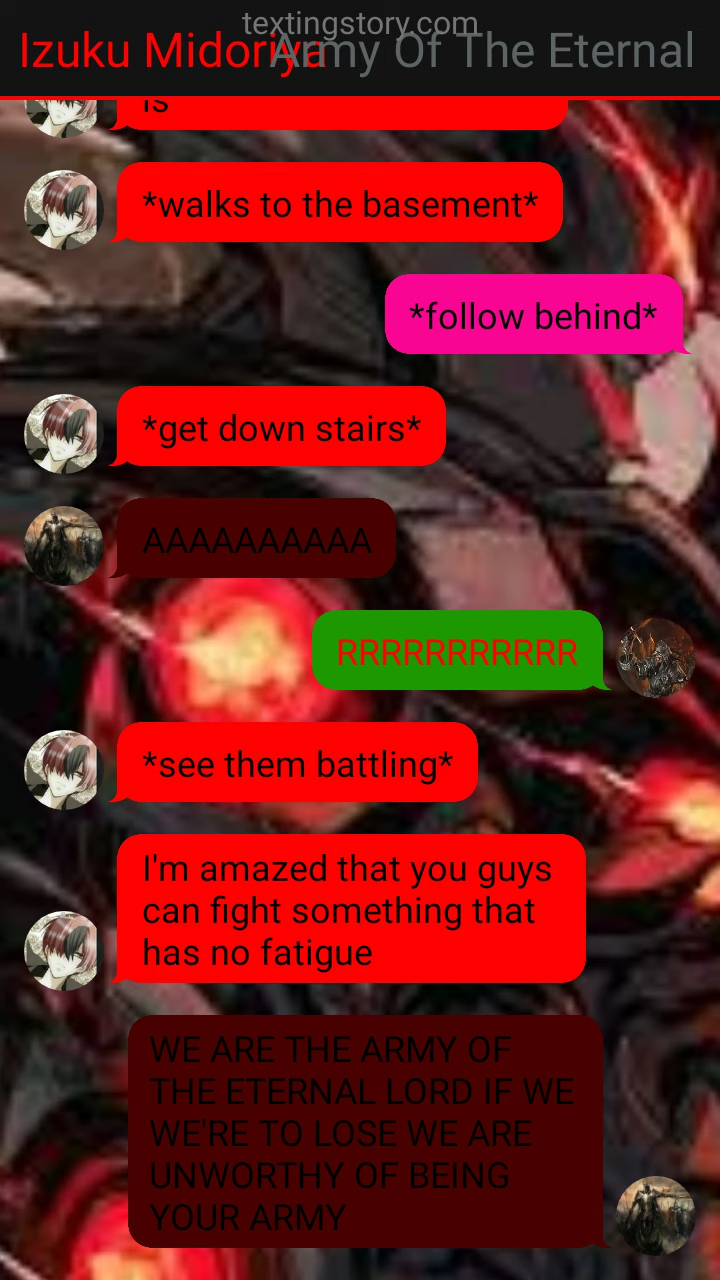 textingstory.com
Izuku Midoriya
Army Of The Eternal
is
*walks to the basement*
*follow behind*
*get down stairs*
AAAAAAAAAA
RRRRRRRRRRR
*see them battling*
I'm amazed that you guys
can fight something that
has no fatigue
WE ARE THE ARMY OF
THE ETERNAL LORD IF WE
WE'RE TO LOSE WE ARE
UNWORTHY OF BEING
YOUR ARMY